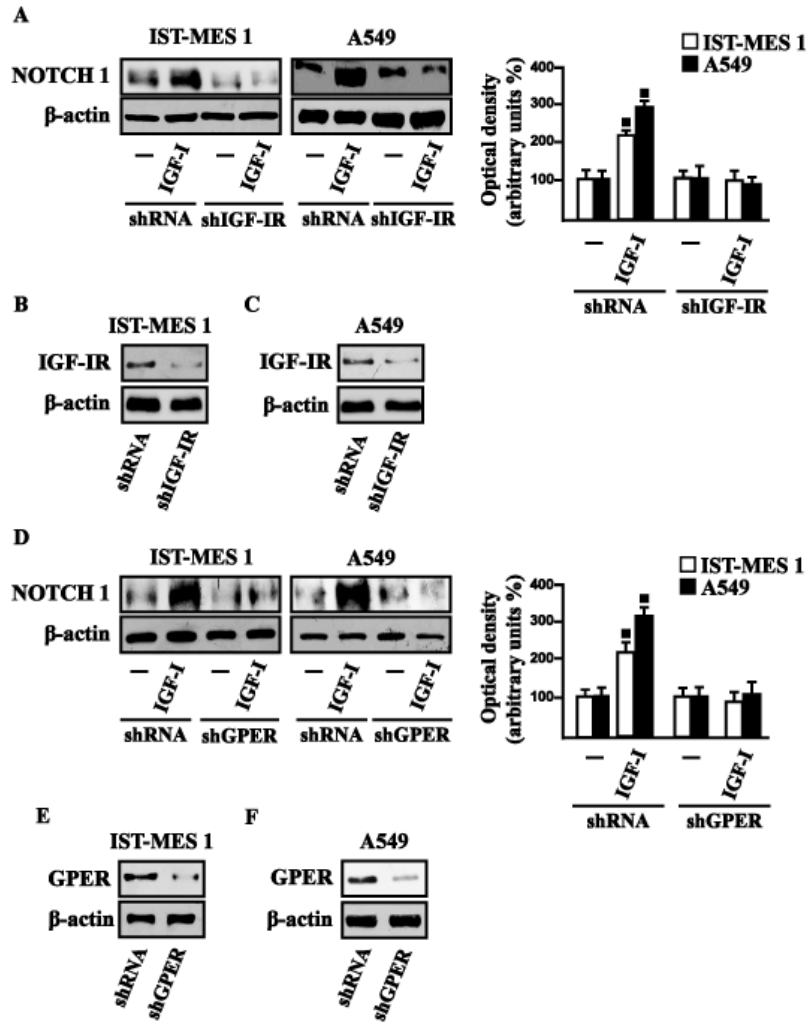 A
IST-MES 1
A549
NOTCH 1
β-actin
— IGF-I — IGF-I — IGF-I — IGF-I
shRNA shIGF-IR shRNA shIGF-IR
IST-MES 1
A549
Optical density
(arbitrary units %)
400
300
200
100
— IGF-I — IGF-I
shRNA shIGF-IR
B
IST-MES 1
IGF-IR
β-actin
shRNA shIGF-IR
C
A549
IGF-IR
β-actin
shRNA shIGF-IR
D
IST-MES 1
A549
NOTCH 1
β-actin
— IGF-I — IGF-I — IGF-I — IGF-I
shRNA shGPER shRNA shGPER
IST-MES 1
A549
Optical density
(arbitrary units %)
400
300
200
100
— IGF-I — IGF-I
shRNA shGPER
E
IST-MES 1
GPER
β-actin
shRNA shGPER
F
A549
GPER
β-actin
shRNA shGPER